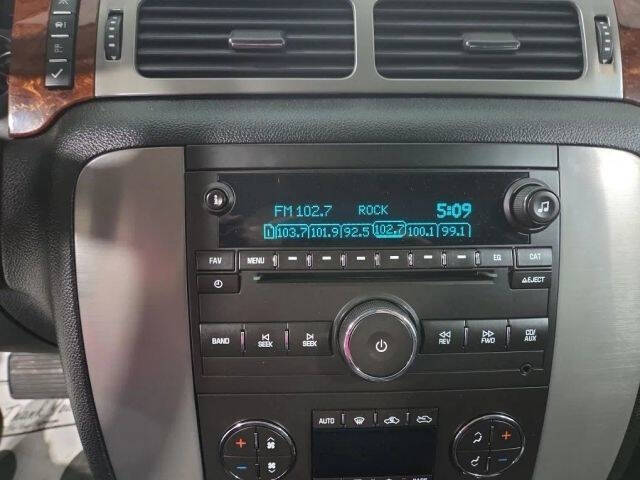 FM 102.7 ROCK 5:09
1 103.7 101.9 92.5 102.7 100.1 99.1
FAV MENU EQ CAT
EJECT
BAND SEEK SEEK REV FWD CD/
AUX
AUTO